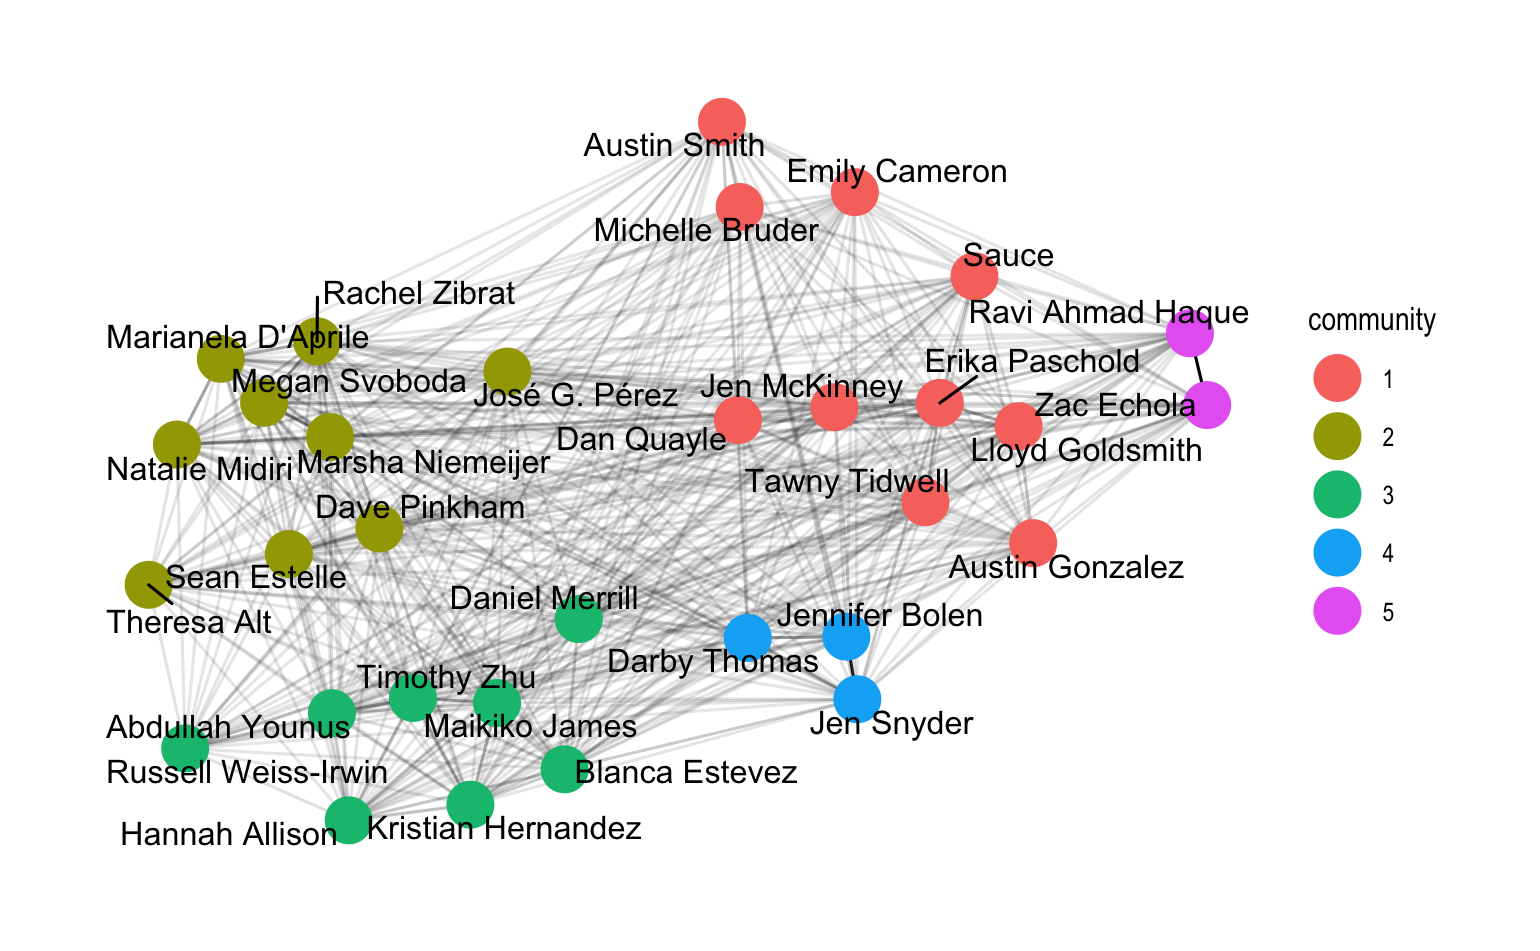 Austin Smith
Emily Cameron
Michelle Bruder
Sauce
Rachel Zibrat
Ravi Ahmad Haque
community
Marianela D'Aprile
Erika Paschold
1
Megan Svoboda
José G. Pérez
Jen McKinney
Zac Echola
2
Dan Quayle
Lloyd Goldsmith
Natalie Midiri
Marsha Niemeijer
Tawny Tidwell
3
Dave Pinkham
4
Sean Estelle
Austin Gonzalez
Daniel Merrill
Jennifer Bolen
5
Theresa Alt
Darby Thomas
Timothy Zhu
Abdullah Younus
Maikiko James
Jen Snyder
Russell Weiss-Irwin
Blanca Estevez
Hannah Allison
Kristian Hernandez